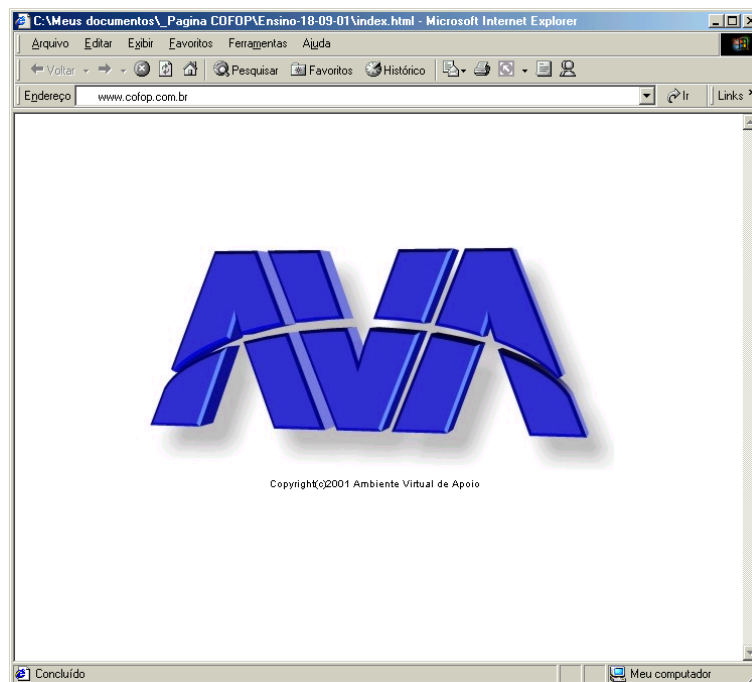 C:\Meus documentos\_Pagina COFOP\Ensino-18-09-01\index.html - Microsoft Internet Explorer
Arquivo Editar Exibir Favoritos Ferramentas Ajuda
Voltar Pesquisar Favoritos Histórico
Endereço www.cofop.com.br Ir Links
AVA
Copyright(c)2001 Ambiente Virtual de Apoio
Concluído Meu computador